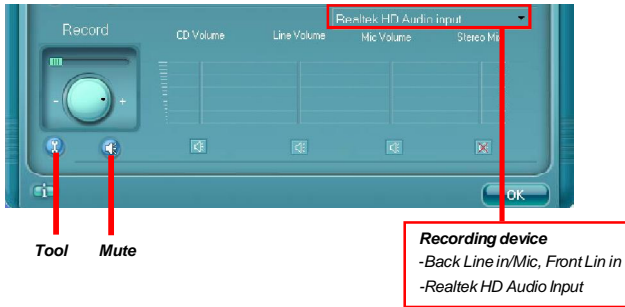 Realtek HD Audio input
Record
CD Volume
Line Volume
Mic Volume
Stereo Mix
- +
OK
Tool
Mute
Recording device
-Back Line in/Mic, Front Lin in
-Realtek HD Audio Input